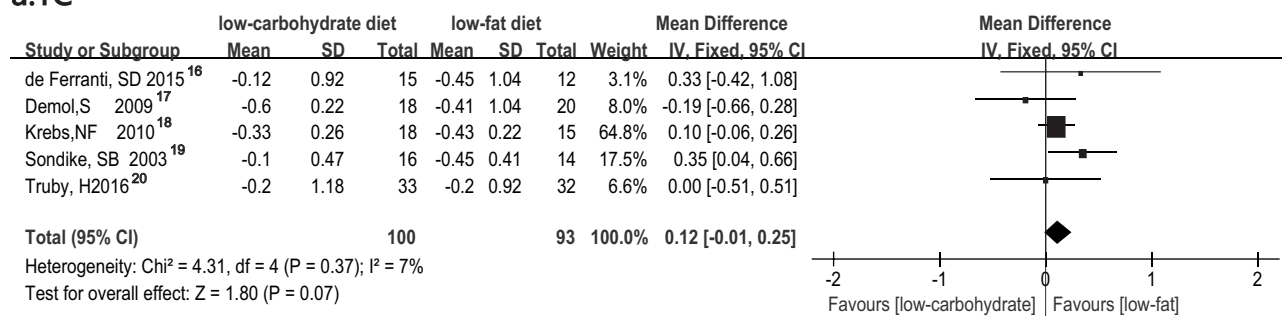 a.TC
low-carbohydrate diet low-fat diet Mean Difference Mean Difference
Study or Subgroup Mean SD Total Mean SD Total Weight IV, Fixed, 95% CI IV, Fixed, 95% CI
de Ferranti, SD 2015 16 -0.12 0.92 15 -0.45 1.04 12 3.1% 0.33 [-0.42, 1.08]
Demol,S 2009 17 -0.6 0.22 18 -0.41 1.04 20 8.0% -0.19 [-0.66, 0.28]
Krebs,NF 2010 18 -0.33 0.26 18 -0.43 0.22 15 64.8% 0.10 [-0.06, 0.26]
Sondike, SB 2003 19 -0.1 0.47 16 -0.45 0.41 14 17.5% 0.35 [0.04, 0.66]
Truby, H2016 20 -0.2 1.18 33 -0.2 0.92 32 6.6% 0.00 [-0.51, 0.51]
Total (95% CI) 100 93 100.0% 0.12 [-0.01, 0.25]
Heterogeneity: Chi² = 4.31, df = 4 (P = 0.37); I² = 7%
Test for overall effect: Z = 1.80 (P = 0.07)
-2 -1 0 1 2
Favours [low-carbohydrate] Favours [low-fat]